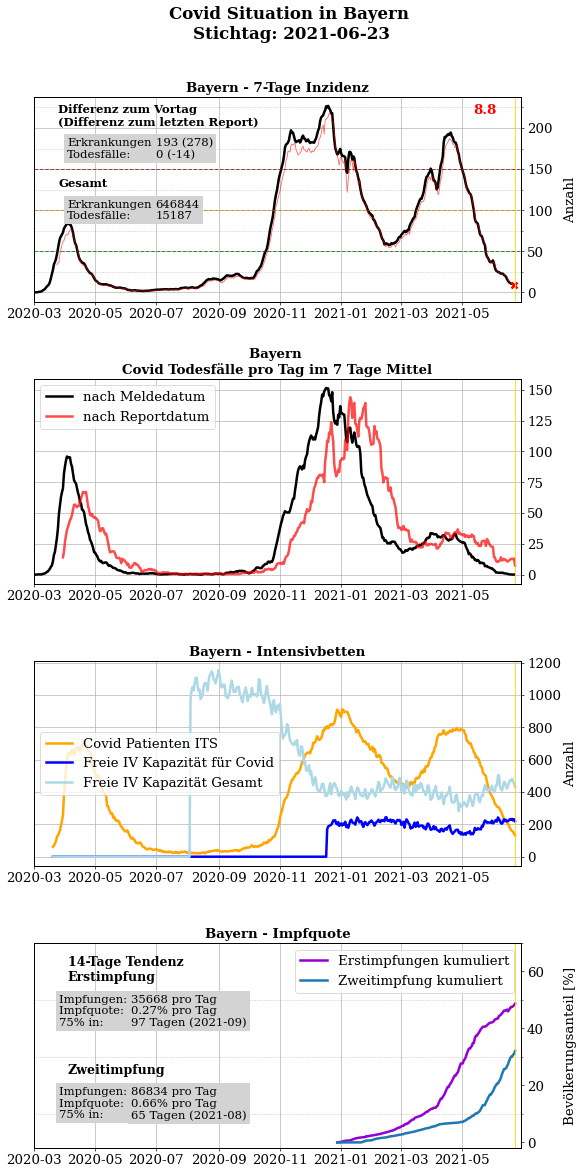 Covid Situation in Bayern
Stichtag: 2021-06-23
Bayern - 7-Tage Inzidenz
Differenz zum Vortag
(Differenz zum letzten Report)
Erkrankungen 193 (278)
Todesfälle: 0 (-14)
Gesamt
Erkrankungen 646844
Todesfälle: 15187
8.8
200
150
100
50
0
Anzahl
2020-03 2020-05 2020-07 2020-09 2020-11 2021-01 2021-03 2021-05
Bayern
Covid Todesfälle pro Tag im 7 Tage Mittel
nach Meldedatum
nach Reportdatum
150
125
100
75
50
25
0
2020-03 2020-05 2020-07 2020-09 2020-11 2021-01 2021-03 2021-05
Bayern - Intensivbetten
Covid Patienten ITS
Freie IV Kapazität für Covid
Freie IV Kapazität Gesamt
1200
1000
800
600
400
200
0
Anzahl
2020-03 2020-05 2020-07 2020-09 2020-11 2021-01 2021-03 2021-05
Bayern - Impfquote
14-Tage Tendenz
Erstimpfung
Impfungen: 35668 pro Tag
Impfquote: 0.27% pro Tag
75% in: 97 Tagen (2021-09)
Zweitimpfung
Impfungen: 86834 pro Tag
Impfquote: 0.66% pro Tag
75% in: 65 Tagen (2021-08)
Erstimpfungen kumuliert
Zweitimpfung kumuliert
60
40
20
0
Bevölkerungsanteil [%]
2020-03 2020-05 2020-07 2020-09 2020-11 2021-01 2021-03 2021-05